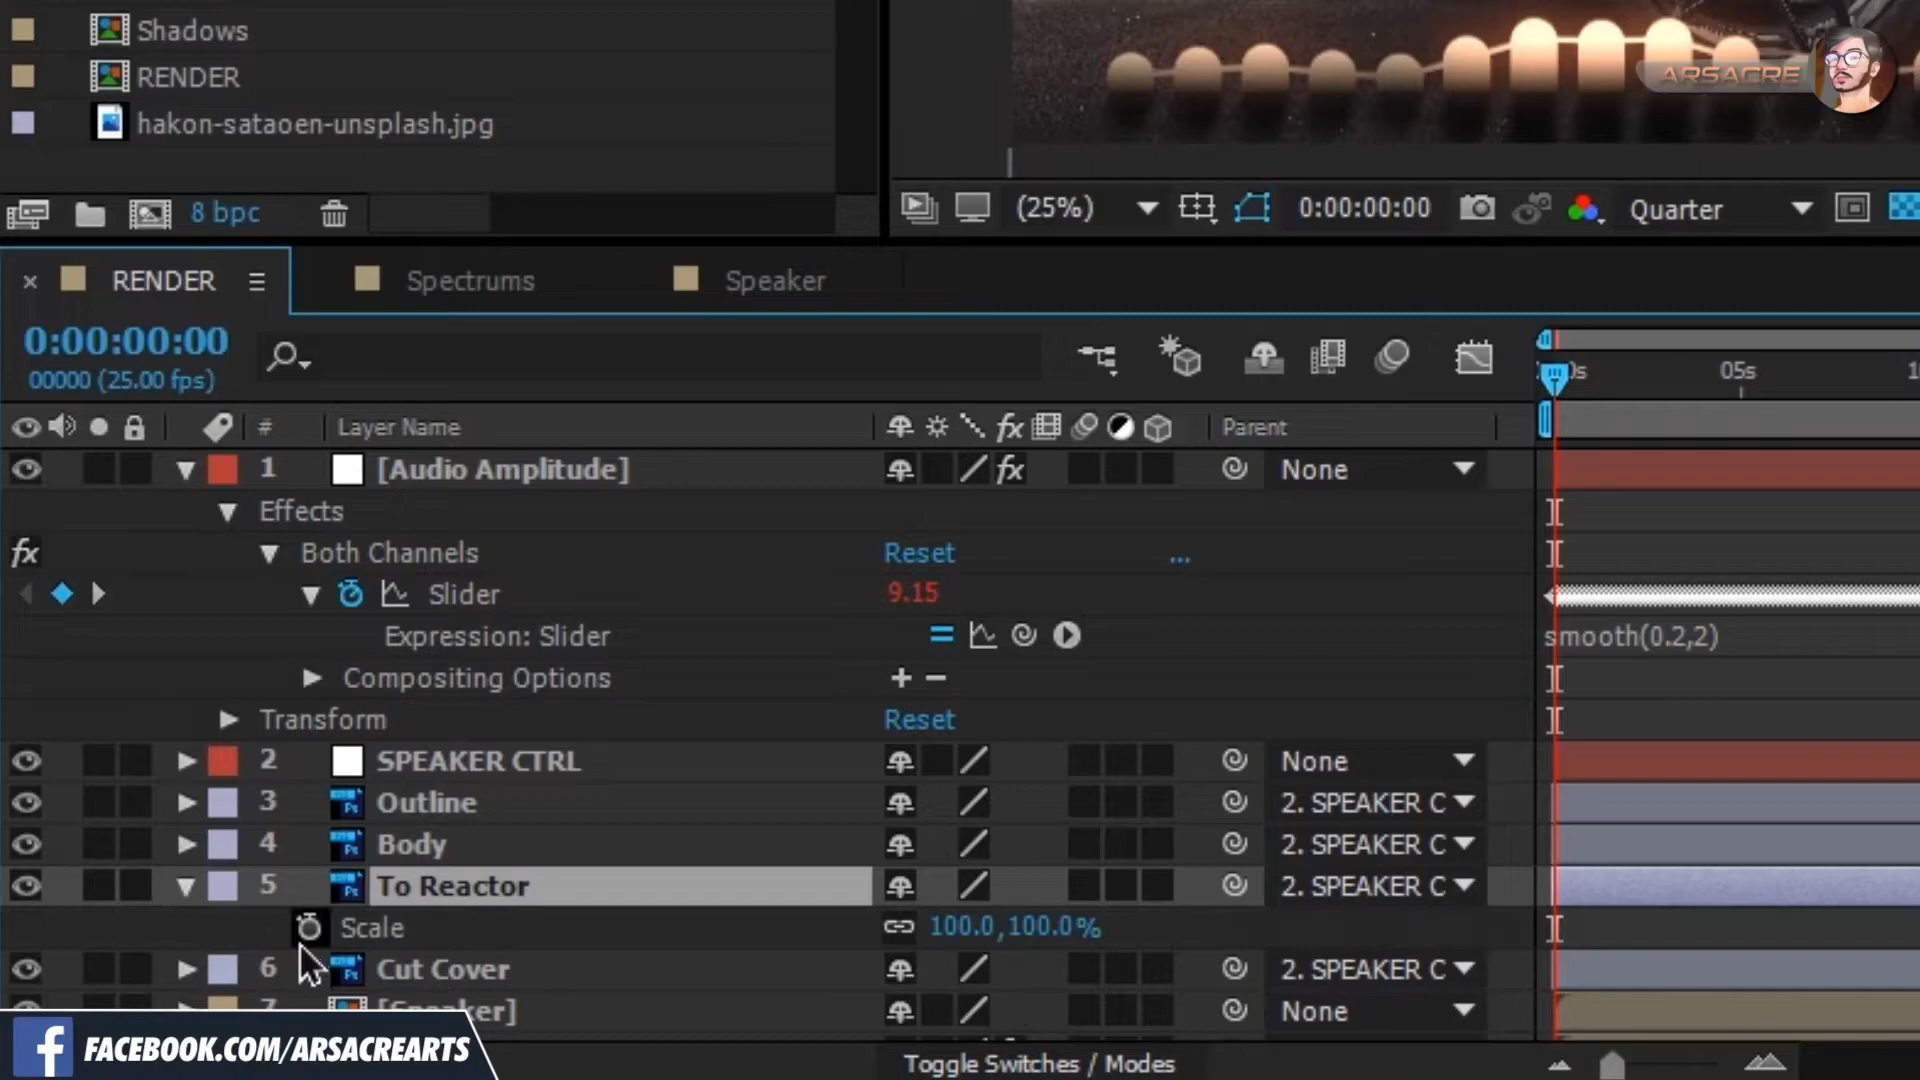 Shadows
RENDER
hakon-sataoen-unsplash.jpg
8 bpc
ARSACRE
(25%)
0:00:00:00
Quarter
RENDER
Spectrums
Speaker
0:00:00:00
00000 (25.00 fps)
05s
# Layer Name fx Parent
1 [Audio Amplitude] fx None
Effects
fx Both Channels Reset ...
Slider 9.15
Expression: Slider smooth(0.2,2)
Compositing Options + −
Transform Reset
2 SPEAKER CTRL None
3 Outline 2. SPEAKER C
4 Body 2. SPEAKER C
5 To Reactor 2. SPEAKER C
Scale 100.0,100.0%
6 Cut Cover 2. SPEAKER C
7 [Speaker] None
FACEBOOK.COM/ARSACREARTS
Toggle Switches / Modes